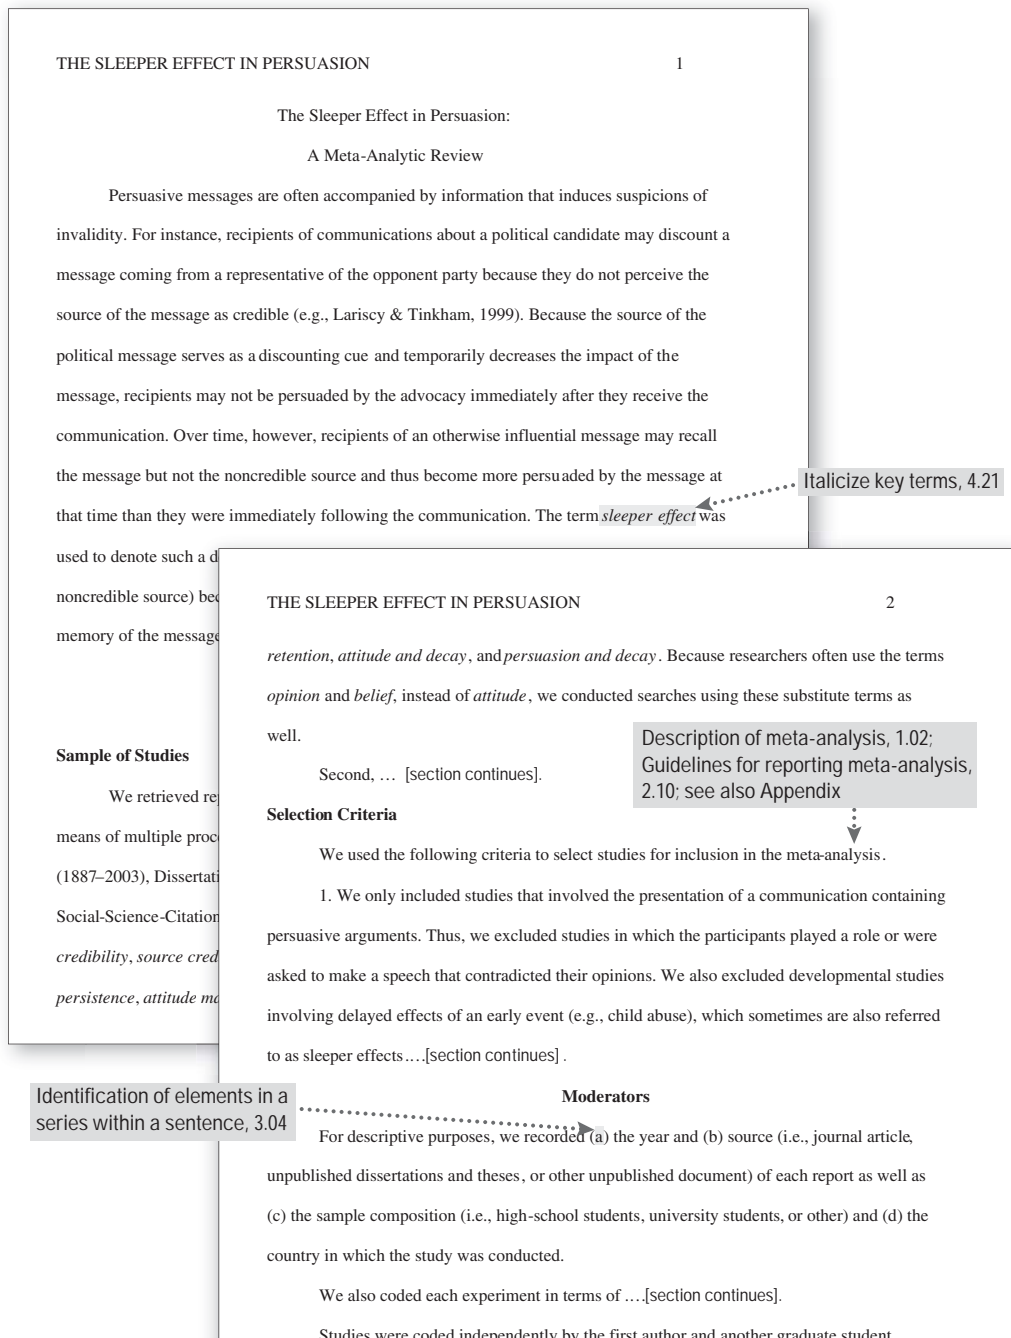 THE SLEEPER EFFECT IN PERSUASION 1
The Sleeper Effect in Persuasion:
A Meta-Analytic Review
Persuasive messages are often accompanied by information that induces suspicions of
invalidity. For instance, recipients of communications about a political candidate may discount a
message coming from a representative of the opponent party because they do not perceive the
source of the message as credible (e.g., Lariscy & Tinkham, 1999). Because the source of the
political message serves as a discounting cue and temporarily decreases the impact of the
message, recipients may not be persuaded by the advocacy immediately after they receive the
communication. Over time, however, recipients of an otherwise influential message may recall
the message but not the noncredible source and thus become more persuaded by the message at
that time than they were immediately following the communication. The term sleeper effect was
used to denote such a d
noncredible source) bec
memory of the message
Sample of Studies
We retrieved rep
means of multiple proc
(1887–2003), Dissertati
Social-Science-Citation
credibility, source cred
persistence, attitude ma
Italicize key terms, 4.21
THE SLEEPER EFFECT IN PERSUASION 2
retention, attitude and decay, and persuasion and decay. Because researchers often use the terms
opinion and belief, instead of attitude, we conducted searches using these substitute terms as
well.
Second, … [section continues].
Description of meta-analysis, 1.02;
Guidelines for reporting meta-analysis,
2.10; see also Appendix
Selection Criteria
We used the following criteria to select studies for inclusion in the meta-analysis.
1. We only included studies that involved the presentation of a communication containing
persuasive arguments. Thus, we excluded studies in which the participants played a role or were
asked to make a speech that contradicted their opinions. We also excluded developmental studies
involving delayed effects of an early event (e.g., child abuse), which sometimes are also referred
to as sleeper effects….[section continues] .
Moderators
Identification of elements in a
series within a sentence, 3.04
For descriptive purposes, we recorded (a) the year and (b) source (i.e., journal article,
unpublished dissertations and theses, or other unpublished document) of each report as well as
(c) the sample composition (i.e., high-school students, university students, or other) and (d) the
country in which the study was conducted.
We also coded each experiment in terms of ….[section continues].
Studies were coded independently by the first author and another graduate student